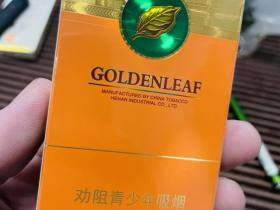 GOLDENLEAF
MANUFACTURED BY CHINA TOBACCO
HENAN INDUSTRIAL CO., LTD.
劝阻青少年吸烟